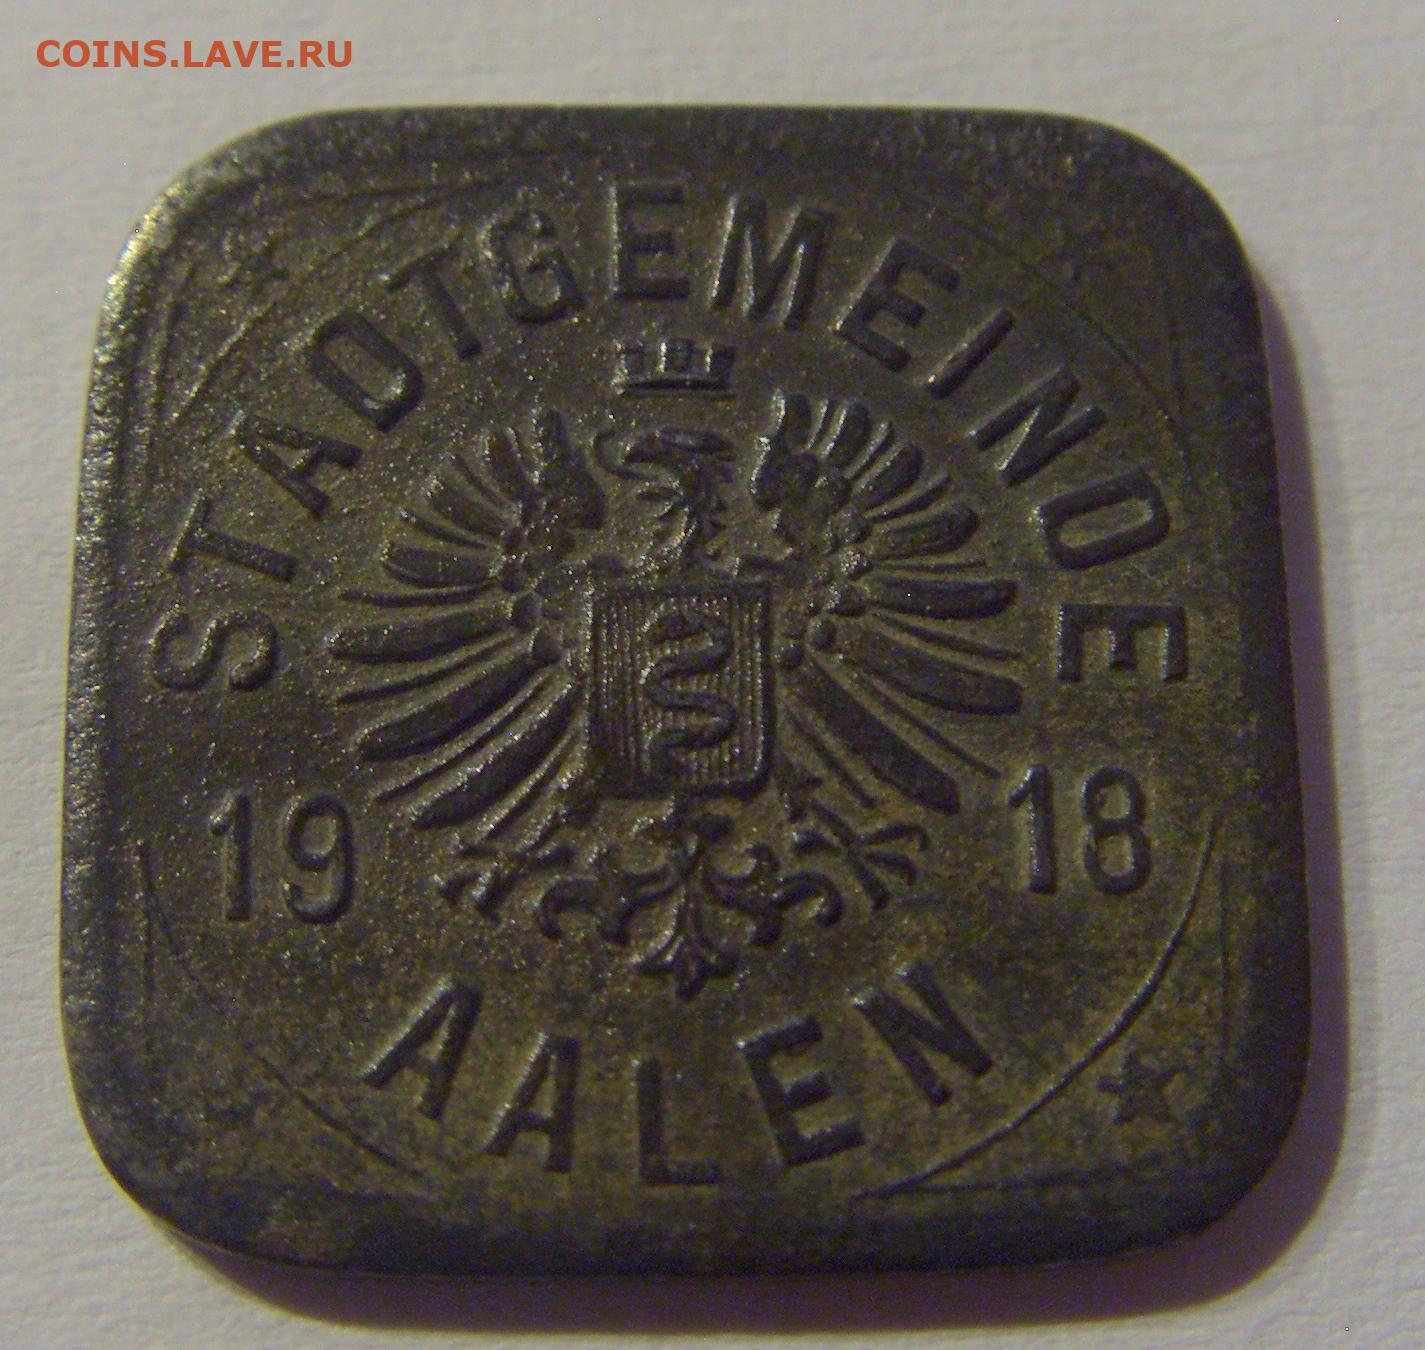 COINS.LAVE.RU
STADTGEMEINDE
19 18
AALEN